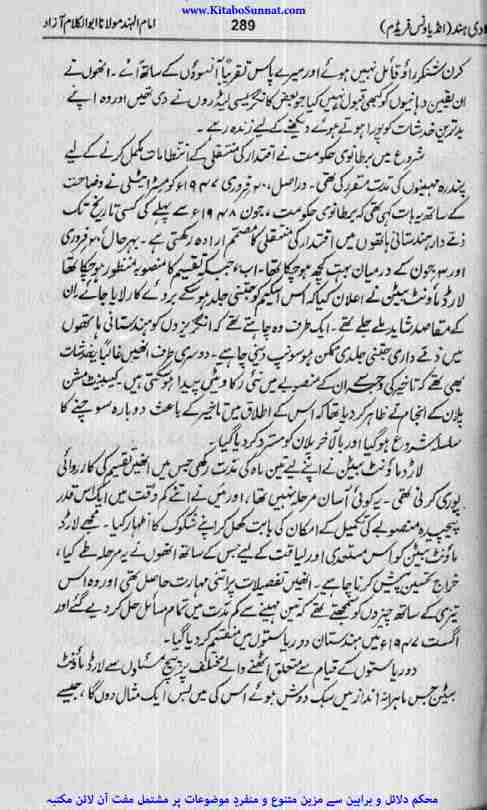 www.KitaboSunnat.com
ادی ہند (انڈیا ونس فریڈم) 289 امام الہند مولانا ابوالکلام آزاد
کرن شنکر راؤ قائل نہیں ہوئے اور میرے پاس تقریباً آنسوؤں کے ساتھ آئے۔ انھوں نے
ان یقین دہانیوں کو کبھی قبول نہیں کیا جو بعض کانگریسی لیڈروں نے دی تھیں اور وہ اپنے
بدترین خدشات کو پورا ہوتے ہوئے دیکھنے کے لیے زندہ رہے۔
شروع میں برطانوی حکومت نے اقتدار کی منتقلی کے انتظامات مکمل کرنے کے لیے
پندرہ مہینوں کی مدت مقرر کی تھی۔ دراصل، ۲۰ فروری ۱۹۴۷ء کو مسٹر ایٹلی نے وضاحت
کے ساتھ یہ بات کہی تھی کہ برطانوی حکومت، جون ۱۹۴۸ء سے پہلے کی کسی تاریخ تک
ذمے دار ہندستانی ہاتھوں میں اقتدار کی منتقلی کا مصمم ارادہ رکھتی ہے۔ بہرحال، ۲۰ فروری
اور ۳ جون کے درمیان بہت کچھ ہو چکا تھا۔ اب، جب کہ تقسیم کا منصوبہ منظور ہو چکا تھا
لارڈ ماؤنٹ بیٹن نے اعلان کیا کہ اس اسکیم کو جتنی جلد ہو سکے بروئے کار لایا جائے۔ ان
کے مقاصد شاید ملے جلے تھے۔ ایک طرف وہ چاہتے تھے کہ انگریزوں کو ہندستانی ہاتھوں
میں ذمے داری جتنی جلدی ممکن ہو سونپ دینی چاہیے۔ دوسری طرف انھیں غالباً یہ خدشات
بھی تھے کہ تاخیر کی وجہ سے ان کے منصوبے میں نئی رکاوٹیں پیدا ہو سکتی ہیں۔ کیبینیٹ مشن
پلان کے انجام نے ظاہر کر دیا تھا کہ اس کے اطلاق میں تاخیر کے باعث دوبارہ سوچنے کا
سلسلہ شروع ہو گیا اور بالآخر پلان کو مسترد کر دیا گیا۔
لارڈ ماؤنٹ بیٹن نے اپنے لیے تین ماہ کی مدت رکھی جس میں انھیں تقسیم کی کارروائی
پوری کرنی تھی۔ یہ کوئی آسان مرحلہ نہیں تھا، اور میں نے اتنے کم وقت میں ایک اس قدر
پیچیدہ منصوبے کی تکمیل کے امکان کی بابت کھل کر اپنے شکوک کا اظہار کیا۔ مجھے لارڈ
ماؤنٹ بیٹن کو اس مستعدی اور لیاقت کے لیے جس کے ساتھ انھوں نے یہ مرحلہ طے کیا،
خراج تحسین پیش کرنا چاہیے۔ انھیں تفصیلات پر اتنی مہارت حاصل تھی اور وہ اس
تیزی کے ساتھ چیزوں کو سمجھتے تھے کہ تین مہینے سے کم مدت میں تمام مسائل حل کر دیے گئے اور
اگست ۱۹۴۷ء میں ہندستان دو ریاستوں میں منقسم کر دیا گیا۔
دو ریاستوں کے قیام سے متعلق اٹھنے والے مختلف پر پیچ مسئلوں سے لارڈ ماؤنٹ
بیٹن جس ماہرانہ انداز میں سبک دوش ہوئے اس کی میں بس ایک مثال دوں گا، جیسے
محکم دلائل و براہین سے مزین متنوع و منفرد موضوعات پر مشتمل مفت آن لائن مکتبہ